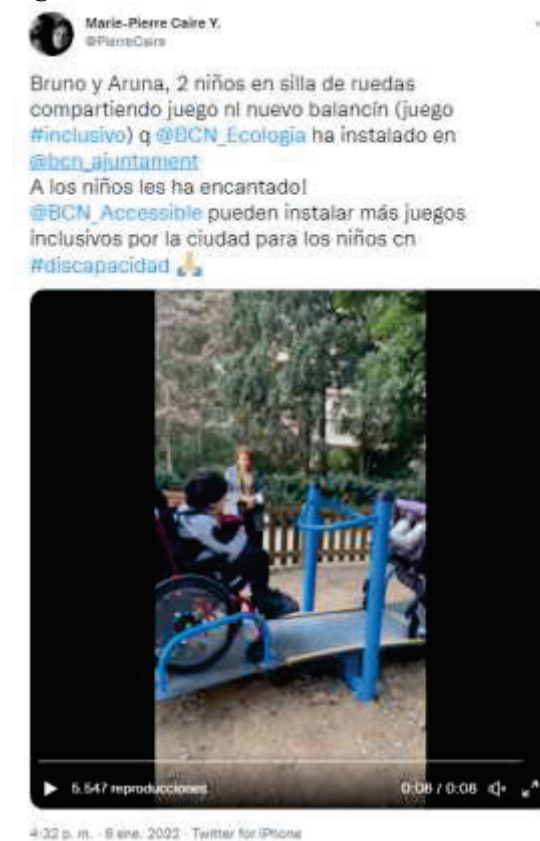 Marie-Pierre Caire Y.
@PierreCaire
Bruno y Aruna, 2 niños en silla de ruedas
compartiendo juego nl nuevo balancín (juego
#inclusivo) q @BCN_Ecologia ha instalado en
@bcn_ajuntament
A los niños les ha encantado!
@BCN_Accessible pueden instalar más juegos
inclusivos por la ciudad para los niños cn
#discapacidad 🙏
5.547 reproducciones 0:08 / 0:08
4:32 p. m. · 8 ene. 2022 · Twitter for iPhone